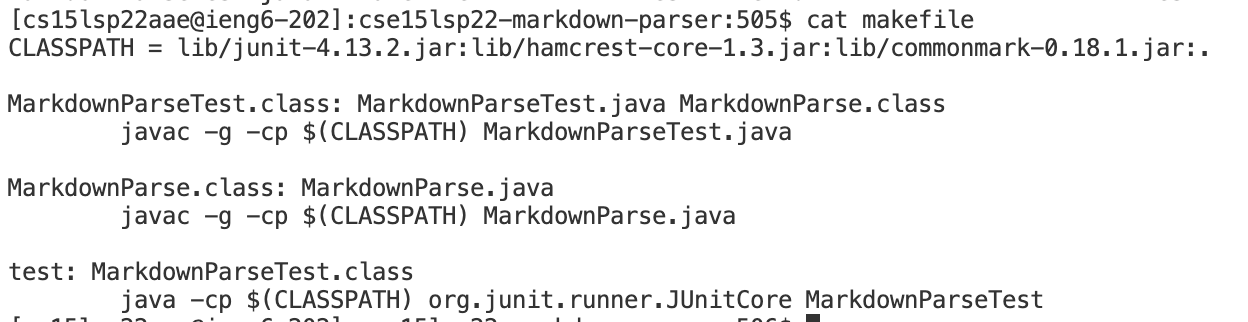 [cs15lsp22aae@ieng6-202]:cse15lsp22-markdown-parser:505$ cat makefile
CLASSPATH = lib/junit-4.13.2.jar:lib/hamcrest-core-1.3.jar:lib/commonmark-0.18.1.jar:.

MarkdownParseTest.class: MarkdownParseTest.java MarkdownParse.class
        javac -g -cp $(CLASSPATH) MarkdownParseTest.java

MarkdownParse.class: MarkdownParse.java
        javac -g -cp $(CLASSPATH) MarkdownParse.java

test: MarkdownParseTest.class
        java -cp $(CLASSPATH) org.junit.runner.JUnitCore MarkdownParseTest